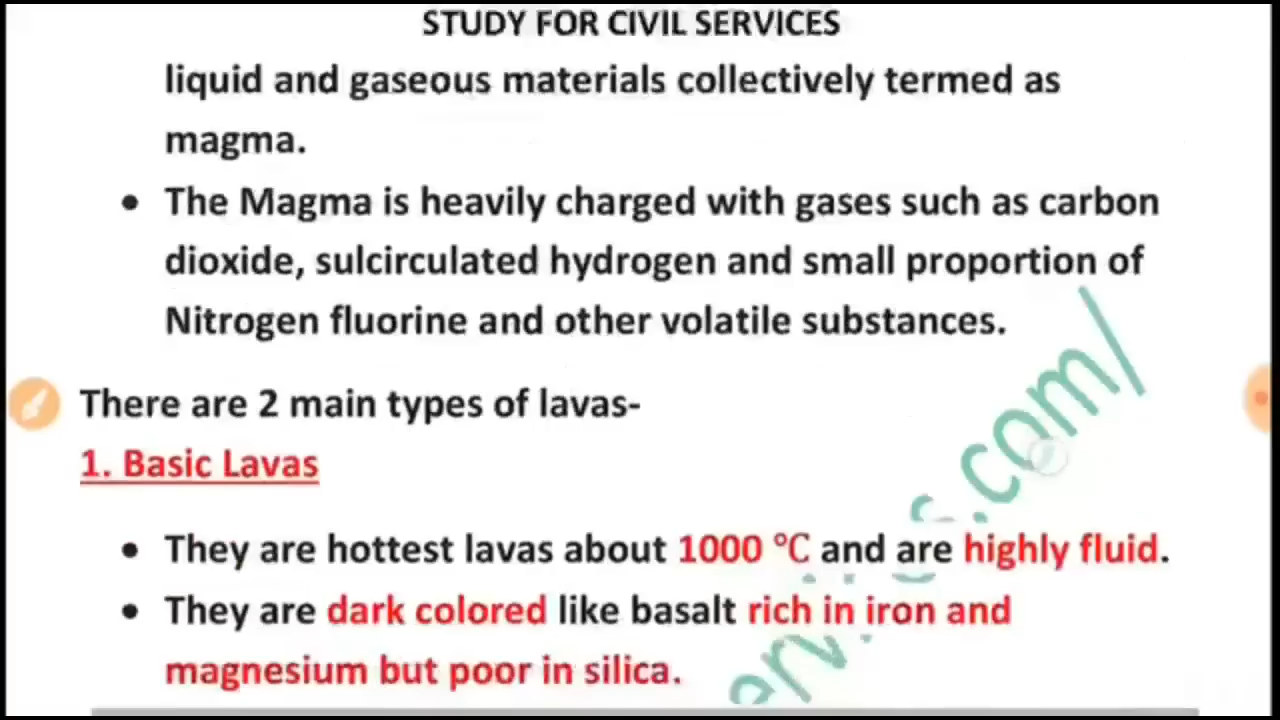 STUDY FOR CIVIL SERVICES
liquid and gaseous materials collectively termed as
magma.
• The Magma is heavily charged with gases such as carbon
dioxide, sulcirculated hydrogen and small proportion of
Nitrogen fluorine and other volatile substances.
There are 2 main types of lavas-
1. Basic Lavas
• They are hottest lavas about 1000 °C and are highly fluid.
• They are dark colored like basalt rich in iron and
magnesium but poor in silica.